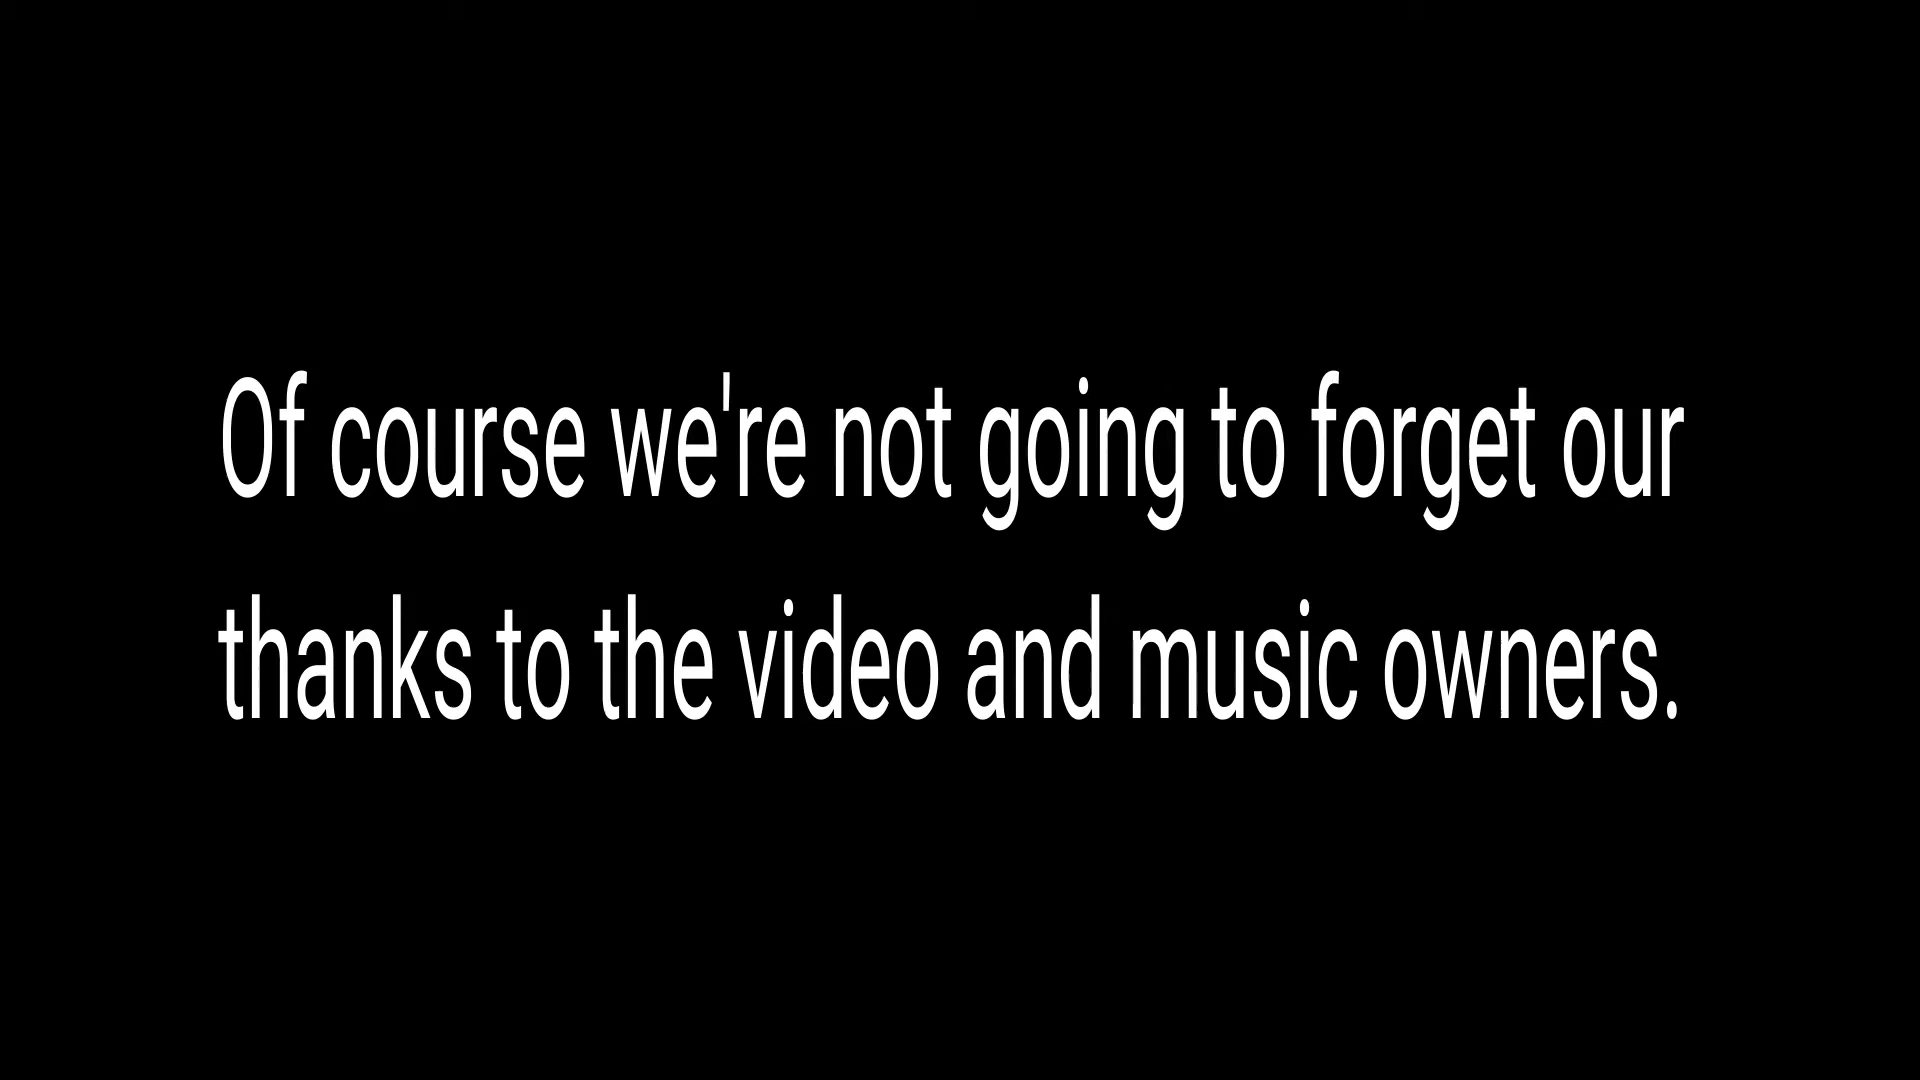 Of course we're not going to forget our
thanks to the video and music owners.